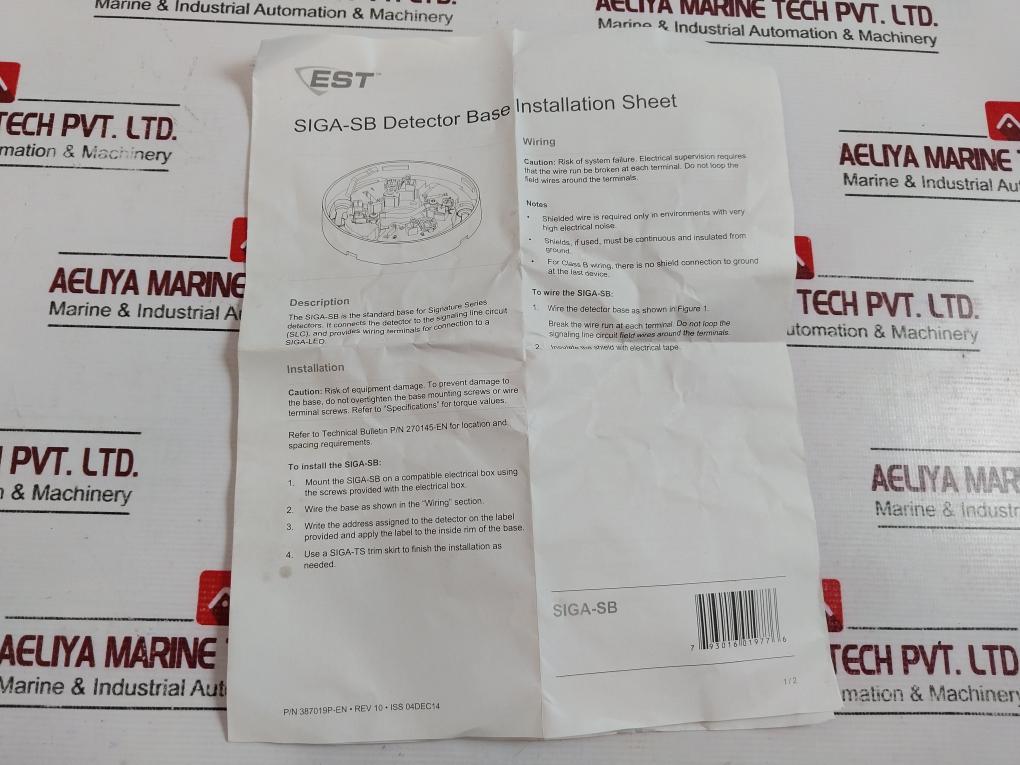 Marine & Industrial Automation & Machinery
AELIYA MARINE TECH PVT. LTD.
Marine & Industrial Automation & Machinery
TECH PVT. LTD.
mation & Machinery
AELIYA MARINE
Marine & Industrial Au
AELIYA MARINE
Marine & Industrial A
TECH PVT. LTD.
utomation & Machinery
PVT. LTD.
& Machinery
AELIYA MAR
Marine & Industr
AELIYA MARINE
Marine & Industrial Aut
TECH PVT. LTD
mation & Machinery
EST
SIGA-SB Detector Base Installation Sheet
Description
The SIGA-SB is the standard base for Signature Series
detectors. It connects the detector to the signaling line circuit
(SLC), and provides wiring terminals for connection to a
SIGA-LED.
Installation
Caution: Risk of equipment damage. To prevent damage to
the base, do not overtighten the base mounting screws or wire
terminal screws. Refer to "Specifications" for torque values.
Refer to Technical Bulletin P/N 270145-EN for location and
spacing requirements.
To install the SIGA-SB:
1. Mount the SIGA-SB on a compatible electrical box using
the screws provided with the electrical box.
2. Wire the base as shown in the "Wiring" section.
3. Write the address assigned to the detector on the label
provided and apply the label to the inside rim of the base.
4. Use a SIGA-TS trim skirt to finish the installation as
needed.
P/N 387019P-EN • REV 10 • ISS 04DEC14
Wiring
Caution: Risk of system failure. Electrical supervision requires
that the wire run be broken at each terminal. Do not loop the
field wires around the terminals.
Notes
• Shielded wire is required only in environments with very
high electrical noise.
• Shields, if used, must be continuous and insulated from
ground.
• For Class B wiring, there is no shield connection to ground
at the last device.
To wire the SIGA-SB:
1. Wire the detector base as shown in Figure 1.
Break the wire run at each terminal. Do not loop the
signaling line circuit field wires around the terminals.
2. Insulate the shield with electrical tape.
SIGA-SB
7 93016 01977 6
1 / 2